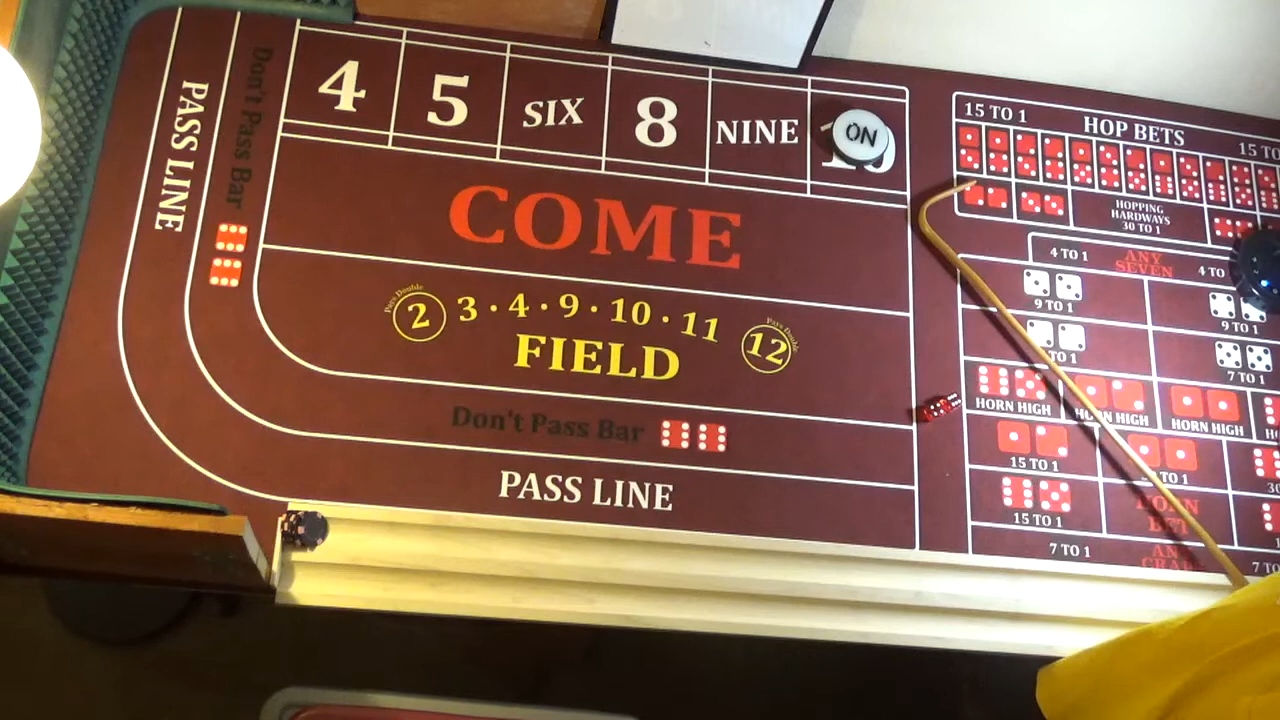 4 5 SIX 8 NINE
ON
COME
Pays Double
2 3 · 4 · 9 · 10 · 11 12
Pays Double
FIELD
Don't Pass Bar
PASS LINE
PASS LINE
Don't Pass Bar
15 TO 1 HOP BETS 15 TO
HOPPING
HARDWAYS
30 TO 1
4 TO 1 ANY
SEVEN 4 TO
9 TO 1 9 TO 1
TO 1 7 TO 1
HORN HIGH HORN HIGH HORN HIGH
15 TO 1
15 TO 1
HORN
BET
7 TO 1 7 TO